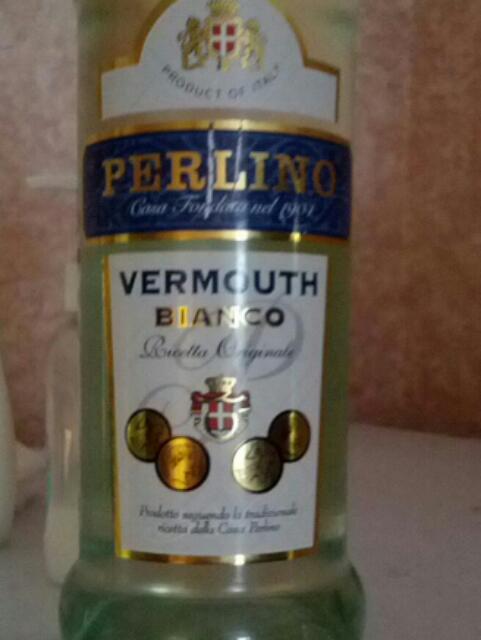 PRODUCT OF ITALY
PERLINO
Casa Fondata nel 1902
VERMOUTH
BIANCO
Ricetta Originale
Prodotto seguendo la tradizionale
ricetta della Casa Perlino